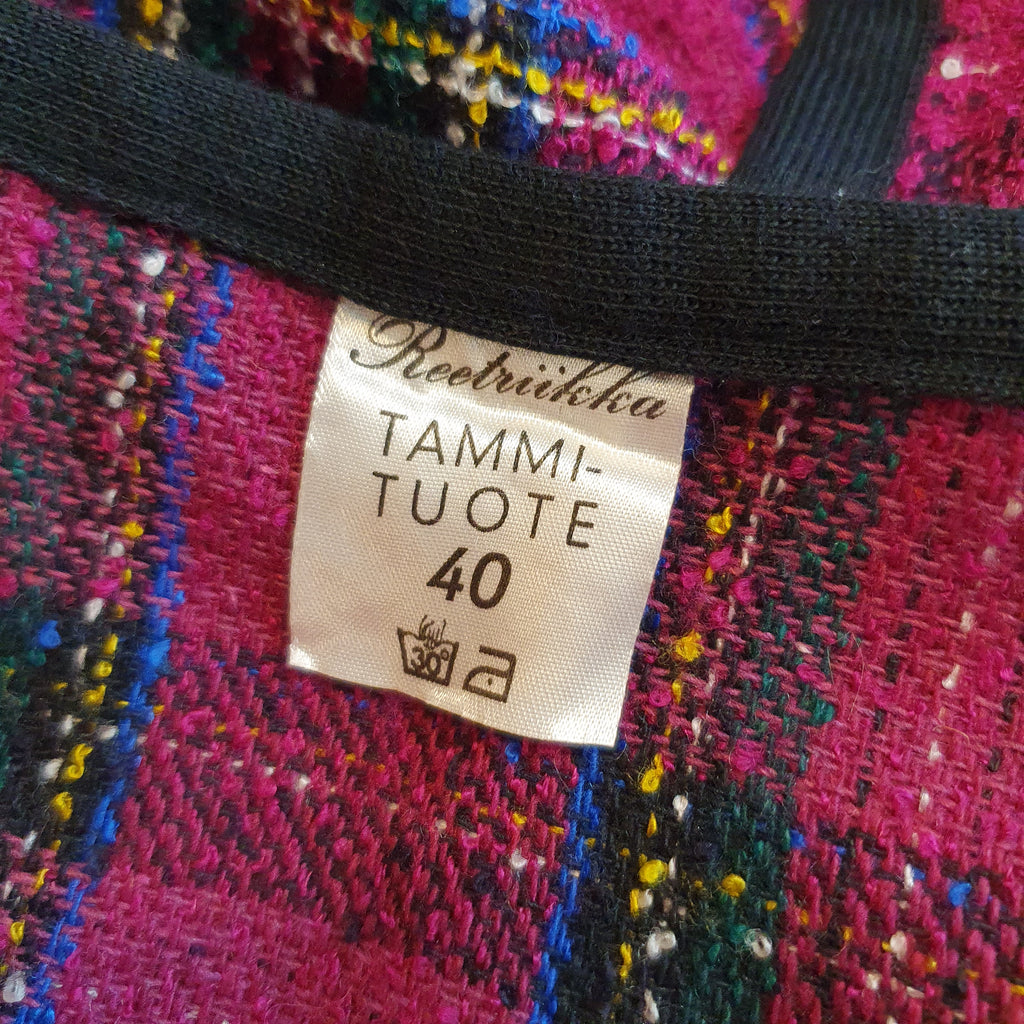 Reetriikka
TAMMI-
TUOTE
40
30°